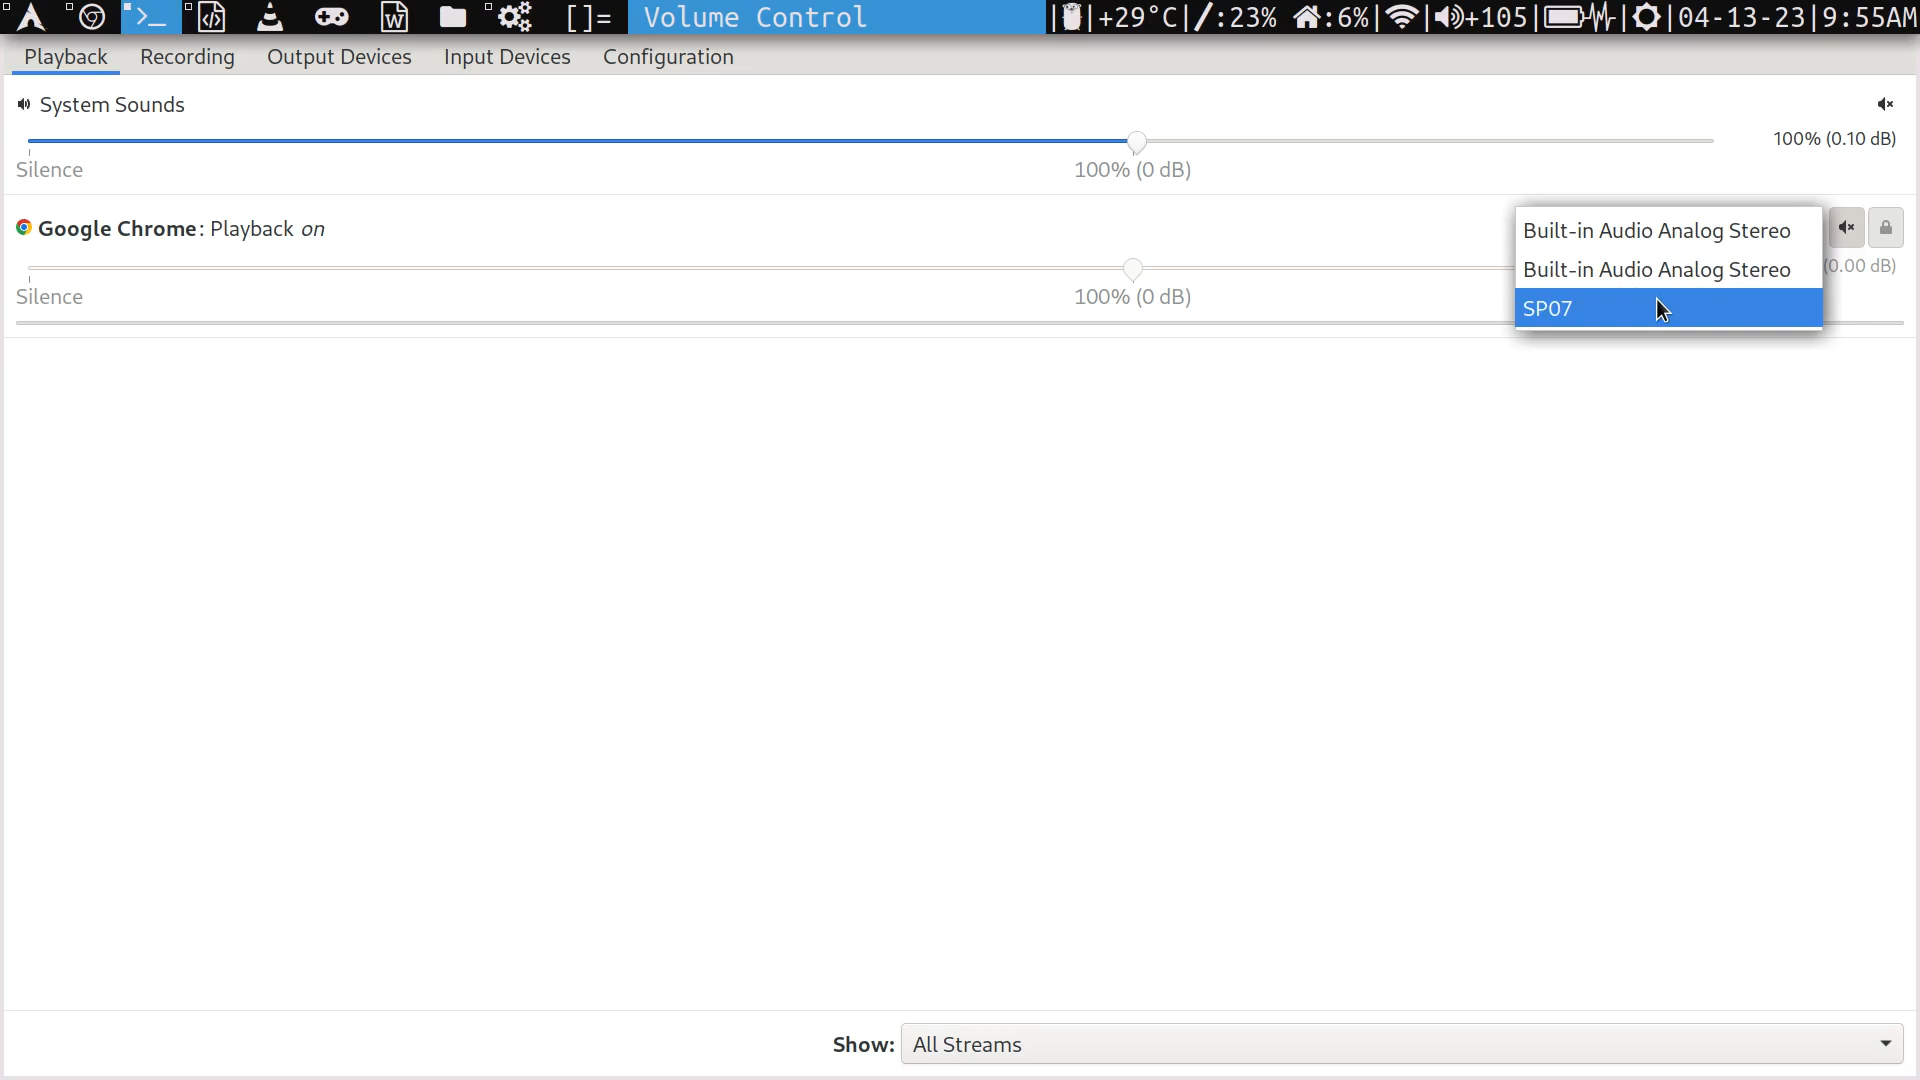 []= Volume Control |+29°C|/:23% :6%| |+105| | |04-13-23|9:55AM
Playback Recording Output Devices Input Devices Configuration
System Sounds
100% (0.10 dB)
Silence 100% (0 dB)
Google Chrome: Playback on
Built-in Audio Analog Stereo
Built-in Audio Analog Stereo
(0.00 dB)
Silence 100% (0 dB)
SP07
Show: All Streams